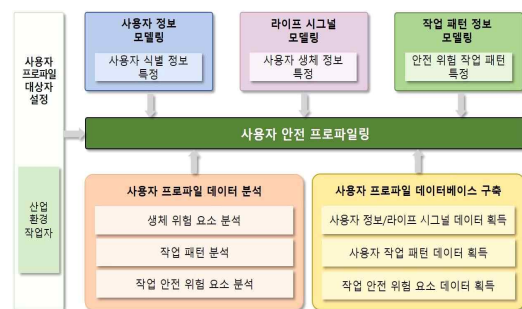 사용자
프로파일
대상자
설정
산업
환경
작업자
사용자 정보
모델링
사용자 식별 정보
특정
라이프 시그널
모델링
사용자 생체 정보
특정
작업 패턴 정보
모델링
안전 위험 작업 패턴
특정
사용자 안전 프로파일링
사용자 프로파일 데이터 분석
생체 위험 요소 분석
작업 패턴 분석
작업 안전 위험 요소 분석
사용자 프로파일 데이터베이스 구축
사용자 정보/라이프 시그널 데이터 획득
사용자 작업 패턴 데이터 획득
작업 안전 위험 요소 데이터 획득